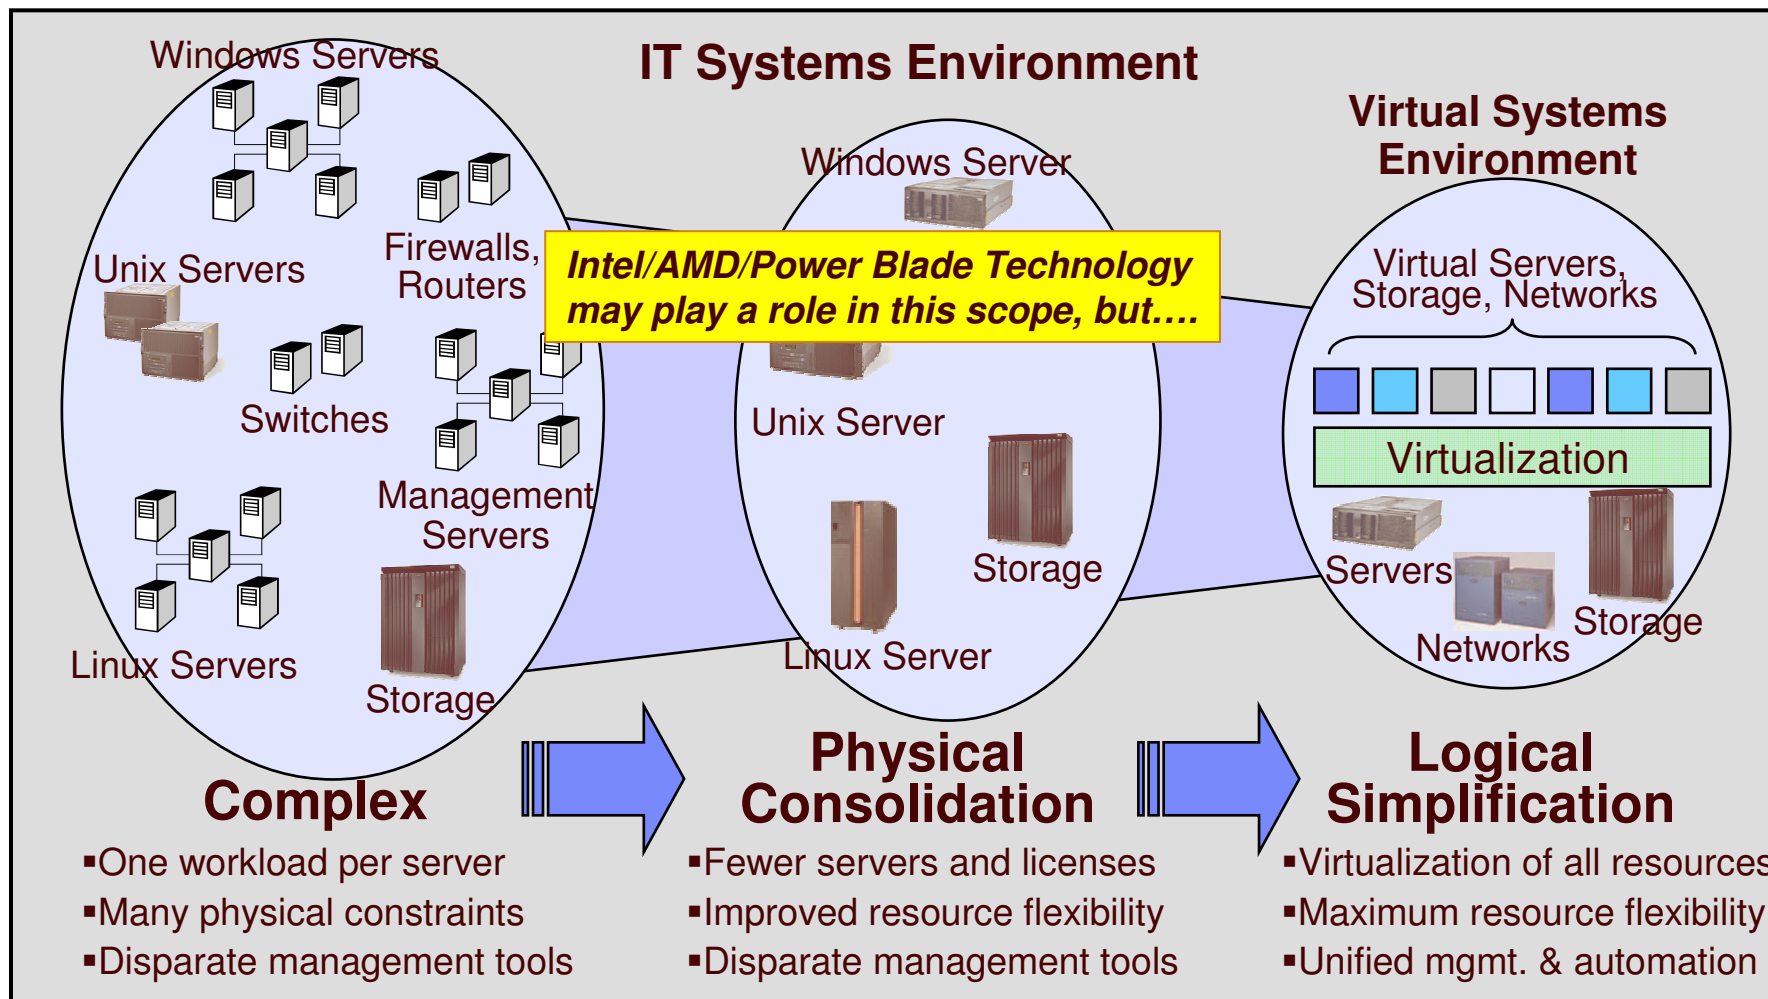 IT Systems Environment
Windows Servers
Firewalls,
Routers
Unix Servers
Switches
Management
Servers
Linux Servers
Storage
Windows Server
Intel/AMD/Power Blade Technology
may play a role in this scope, but....
Unix Server
Storage
Linux Server
Virtual Systems
Environment
Virtual Servers,
Storage, Networks
Virtualization
Servers
Networks
Storage
Complex
▪One workload per server
▪Many physical constraints
▪Disparate management tools
Physical
Consolidation
▪Fewer servers and licenses
▪Improved resource flexibility
▪Disparate management tools
Logical
Simplification
▪Virtualization of all resources
▪Maximum resource flexibility
▪Unified mgmt. & automation